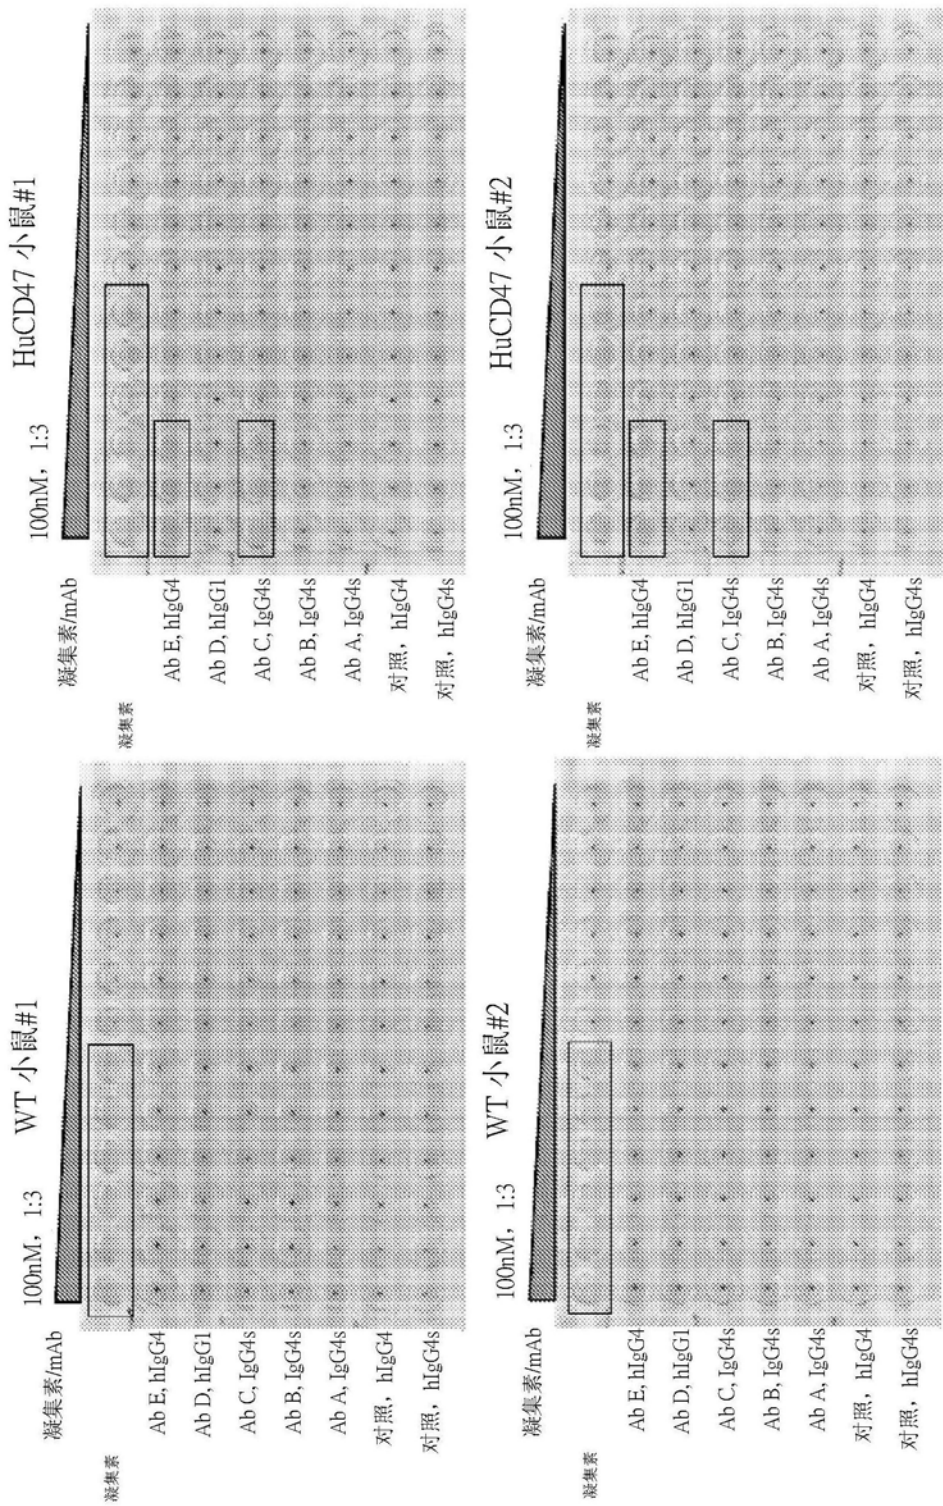 WT 小鼠#1
100nM， 1:3
凝集素/mAb
凝集素
Ab E, hIgG4
Ab D, hIgG1
Ab C, IgG4s
Ab B, IgG4s
Ab A, IgG4s
对照，hIgG4
对照，hIgG4s
HuCD47 小鼠#1
100nM， 1:3
凝集素/mAb
凝集素
Ab E, hIgG4
Ab D, hIgG1
Ab C, IgG4s
Ab B, IgG4s
Ab A, IgG4s
对照，hIgG4
对照，hIgG4s
WT 小鼠#2
100nM， 1:3
凝集素/mAb
凝集素
Ab E, hIgG4
Ab D, hIgG1
Ab C, IgG4s
Ab B, IgG4s
Ab A, IgG4s
对照，hIgG4
对照，hIgG4s
HuCD47 小鼠#2
100nM， 1:3
凝集素/mAb
凝集素
Ab E, hIgG4
Ab D, hIgG1
Ab C, IgG4s
Ab B, IgG4s
Ab A, IgG4s
对照，hIgG4
对照，hIgG4s